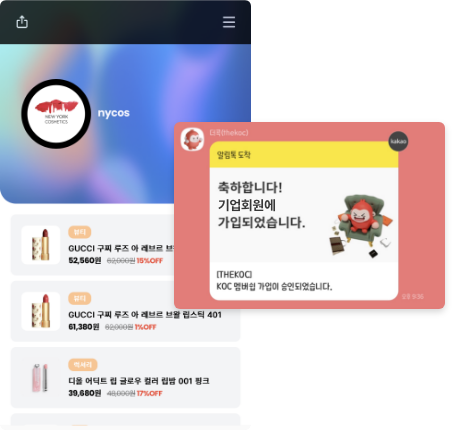 NEW YORK
COSMETICS
nycos
뷰티
GUCCI 구찌 루즈 아 레브르 브
52,560원 62,000원 15%OFF
뷰티
GUCCI 구찌 루즈 아 레브르 브왈 립스틱 401
61,380원 62,000원 1%OFF
액세서리
디올 어딕트 립 글로우 컬러 립밤 001 핑크
39,680원 48,000원 17%OFF
더콕(thekoc)
알림톡 도착
kakao
축하합니다!
기업회원에
가입되었습니다.
[THEKOC]
KOC 멤버쉽 가입이 승인되었습니다.